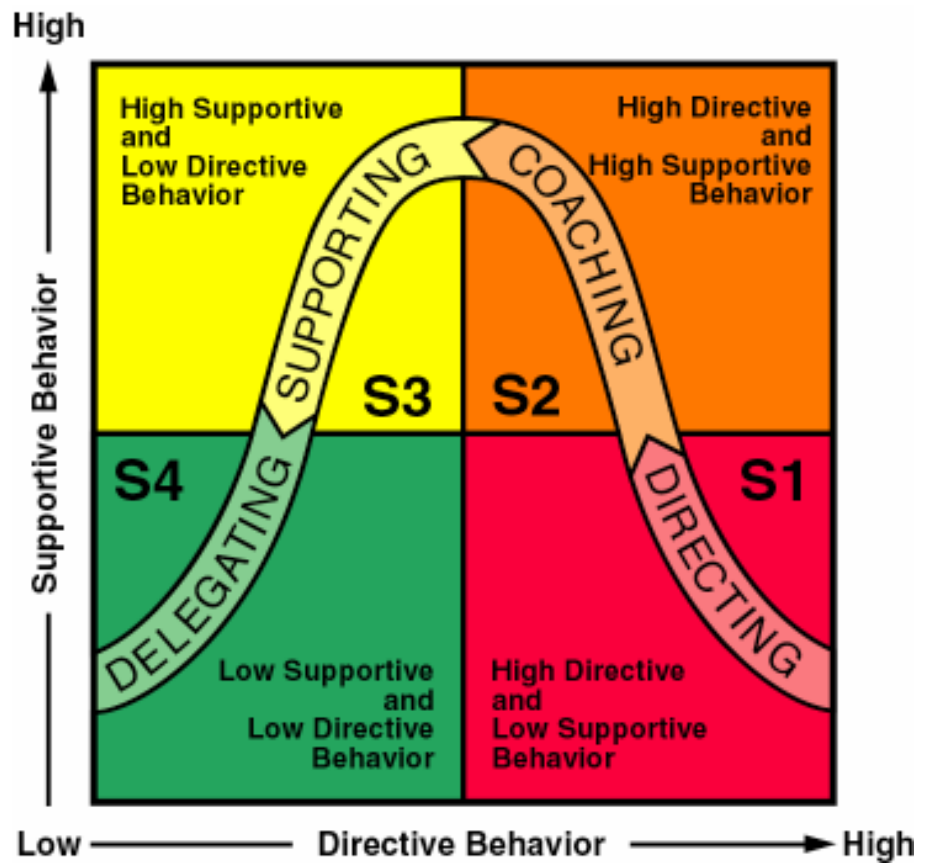 High
High Supportive
and
Low Directive
Behavior
High Directive
and
High Supportive
Behavior
SUPPORTING
COACHING
S3
S2
Supportive Behavior
S4
S1
DELEGATING
DIRECTING
Low Supportive
and
Low Directive
Behavior
High Directive
and
Low Supportive
Behavior
Low
Directive Behavior
High